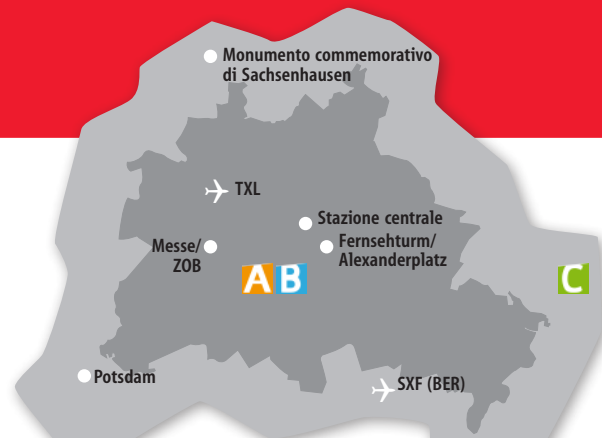 Monumento commemorativo
di Sachsenhausen
TXL
Stazione centrale
Messe/
ZOB
Fernsehturm/
Alexanderplatz
A B
C
Potsdam
SXF (BER)